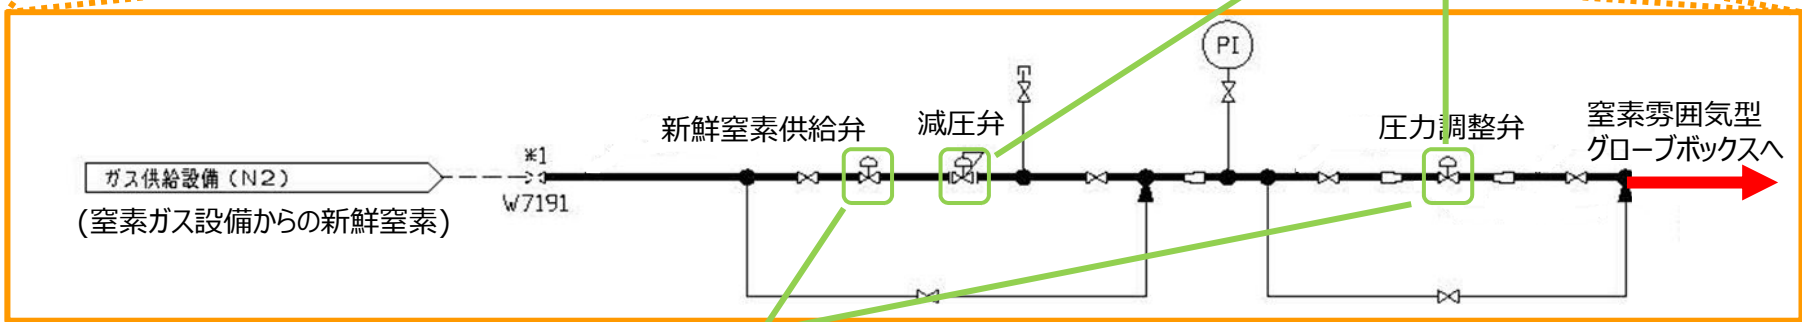 PI
新鮮窒素供給弁
減圧弁
圧力調整弁
窒素雰囲気型
グローブボックスへ
*1
ガス供給設備(N2)
W7191
(窒素ガス設備からの新鮮窒素)